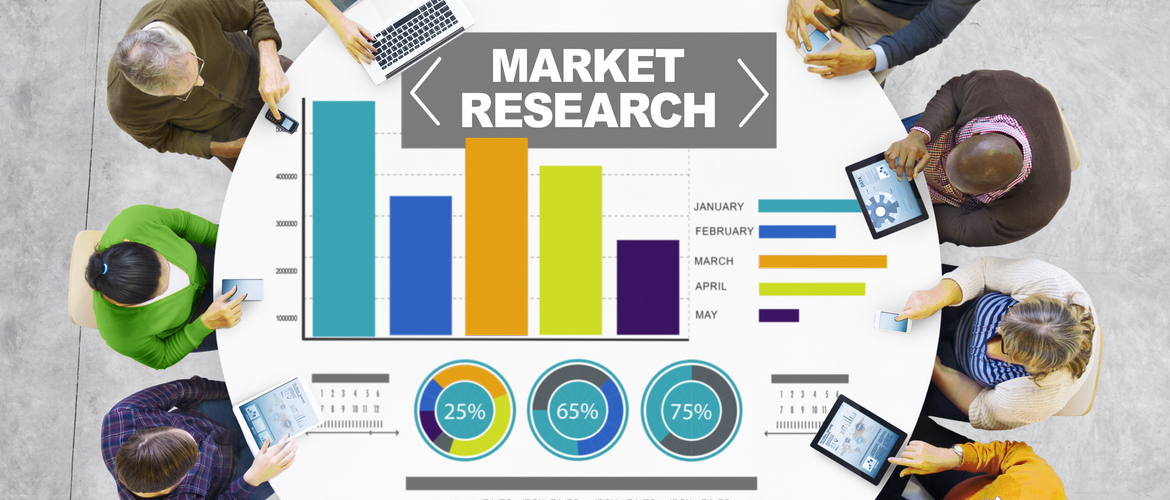 MARKET
RESEARCH
4000000
3000000
2000000
1000000
JANUARY
FEBRUARY
MARCH
APRIL
MAY
1 2 3 4 5 6
7 8 9 10 11 12
25%
65%
75%
1 2 3 4 5 6
7 8 9 10 11 12
DATA